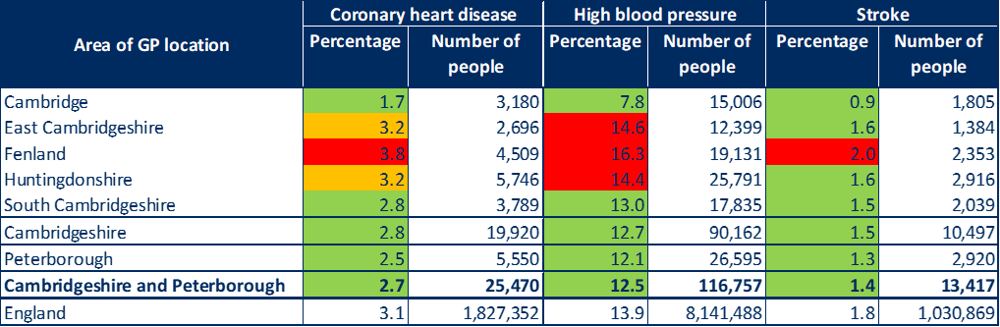 Area of GP location Coronary heart disease High blood pressure Stroke
Percentage Number of people Percentage Number of people Percentage Number of people
Cambridge 1.7 3,180 7.8 15,006 0.9 1,805
East Cambridgeshire 3.2 2,696 14.6 12,399 1.6 1,384
Fenland 3.8 4,509 16.3 19,131 2.0 2,353
Huntingdonshire 3.2 5,746 14.4 25,791 1.6 2,916
South Cambridgeshire 2.8 3,789 13.0 17,835 1.5 2,039
Cambridgeshire 2.8 19,920 12.7 90,162 1.5 10,497
Peterborough 2.5 5,550 12.1 26,595 1.3 2,920
Cambridgeshire and Peterborough 2.7 25,470 12.5 116,757 1.4 13,417
England 3.1 1,827,352 13.9 8,141,488 1.8 1,030,869